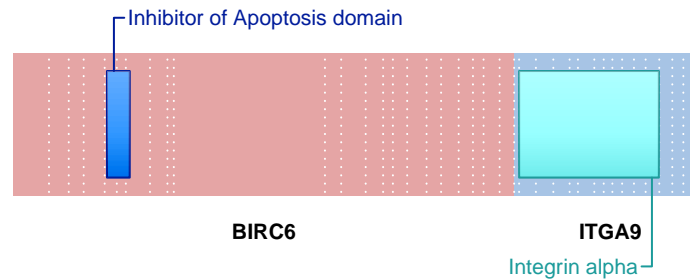 Inhibitor of Apoptosis domain
BIRC6
ITGA9
Integrin alpha